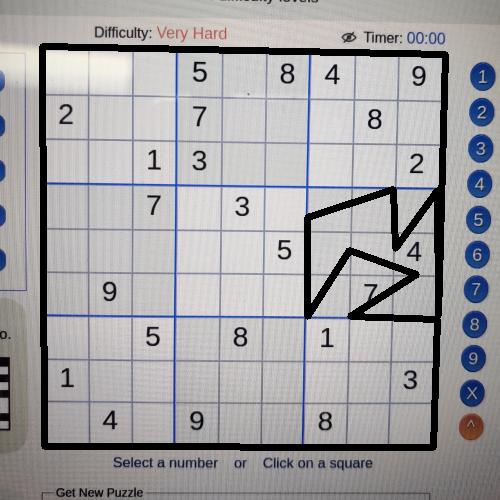 Difficulty: Very Hard Timer: 00:00
5 8 4 9 1
2 7 8 2
3
1 3 2 4
7 3 5
5 4 6
9 7 7
o. 5 8 1 8
1 3 9
X
4 9 8 ^
Select a number or Click on a square
Get New Puzzle